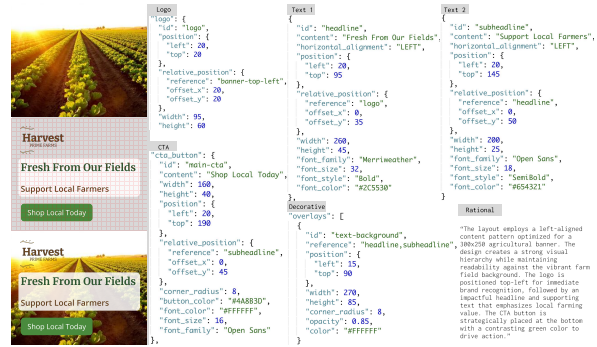 Harvest
PRIME FARMS
Fresh From Our Fields
Support Local Farmers
Shop Local Today
Harvest
PRIME FARMS
Fresh From Our Fields
Support Local Farmers
Shop Local Today
Logo
"logo": {
"id": "logo",
"position": {
"left": 20,
"top": 20
},
"relative_position": {
"reference": "banner-top-left",
"offset_x": 20,
"offset_y": 20
},
"width": 95,
"height": 60
CTA
"cta_button": {
"id": "main-cta",
"content": "Shop Local Today",
"width": 160,
"height": 40,
"position": {
"left": 20,
"top": 190
},
"relative_position": {
"reference": "subheadline",
"offset_x": 0,
"offset_y": 45
},
"corner_radius": 8,
"button_color": "#4A8B3D",
"font_color": "#FFFFFF",
"font_size": 16,
"font_family": "Open Sans"
},
Text 1
{
"id": "headline",
"content": "Fresh From Our Fields",
"horizontal_alignment": "LEFT",
"position": {
"left": 20,
"top": 95
},
"relative_position": {
"reference": "logo",
"offset_x": 0,
"offset_y": 35
},
"width": 260,
"height": 45,
"font_family": "Merriweather",
"font_size": 32,
"font_style": "Bold",
"font_color": "#2C5530"
}
Decorative
"overlays": [
{
"id": "text-background",
"reference": "headline,subheadline",
"position": {
"left": 15,
"top": 90
},
"width": 270,
"height": 85,
"corner_radius": 8,
"opacity": 0.85,
"color": "#FFFFFF"
},
Text 2
{
"id": "subheadline",
"content": "Support Local Farmers",
"horizontal_alignment": "LEFT",
"position": {
"left": 20,
"top": 145
},
"relative_position": {
"reference": "headline",
"offset_x": 0,
"offset_y": 50
},
"width": 200,
"height": 25,
"font_family": "Open Sans",
"font_size": 18,
"font_style": "SemiBold",
"font_color": "#654321"
}
Rational
"The layout employs a left-aligned
content pattern optimized for a
300x250 agricultural banner. The
design creates a strong visual
hierarchy while maintaining
readability against the vibrant farm
field background. The logo is
positioned top-left for immediate
brand recognition, followed by an
impactful headline and supporting
text that emphasizes local farming
value. The CTA button is
strategically placed at the bottom
with a contrasting green color to
drive action."